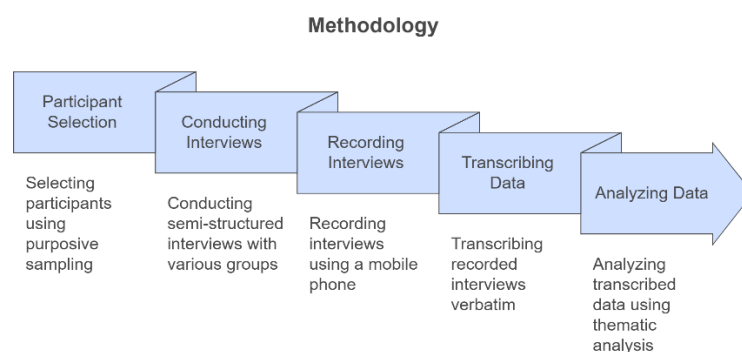 Methodology
Participant
Selection
Selecting
participants
using
purposive
sampling
Conducting
Interviews
Conducting
semi-structured
interviews with
various groups
Recording
Interviews
Recording
interviews
using a mobile
phone
Transcribing
Data
Transcribing
recorded
interviews
verbatim
Analyzing Data
Analyzing
transcribed
data using
thematic
analysis